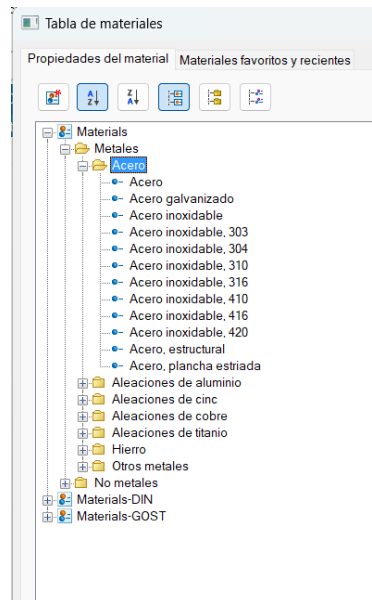 Tabla de materiales
Propiedades del material Materiales favoritos y recientes
A Z Z A
Materials
Metales
Acero
Acero
Acero galvanizado
Acero inoxidable
Acero inoxidable, 303
Acero inoxidable, 304
Acero inoxidable, 310
Acero inoxidable, 316
Acero inoxidable, 410
Acero inoxidable, 416
Acero inoxidable, 420
Acero, estructural
Acero, plancha estriada
Aleaciones de aluminio
Aleaciones de cinc
Aleaciones de cobre
Aleaciones de titanio
Hierro
Otros metales
No metales
Materials-DIN
Materials-GOST